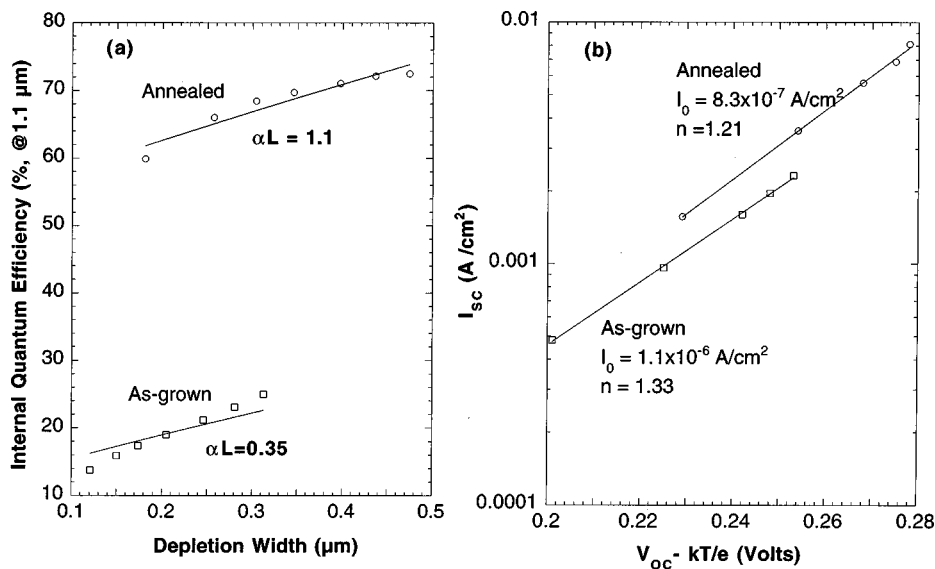 (a)
80
70
60
50
40
30
20
10
Internal Quantum Efficiency (%, @1.1 µm)
Annealed
αL = 1.1
As-grown
αL=0.35
0.1 0.2 0.3 0.4 0.5
Depletion Width (µm)
(b)
0.01
0.001
0.0001
I_sc (A /cm²)
Annealed
I₀ = 8.3x10⁻⁷ A/cm²
n =1.21
As-grown
I₀ = 1.1x10⁻⁶ A/cm²
n = 1.33
0.2 0.22 0.24 0.26 0.28
V_oc- kT/e (Volts)